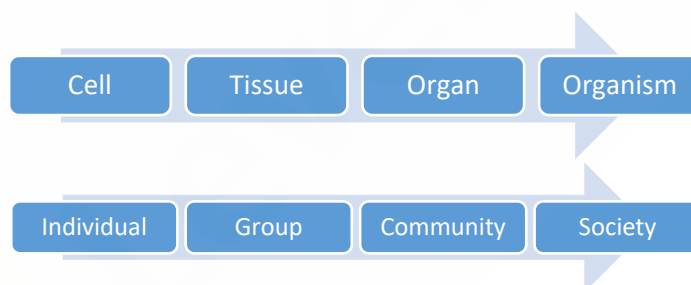 Cell Tissue Organ Organism
Individual Group Community Society